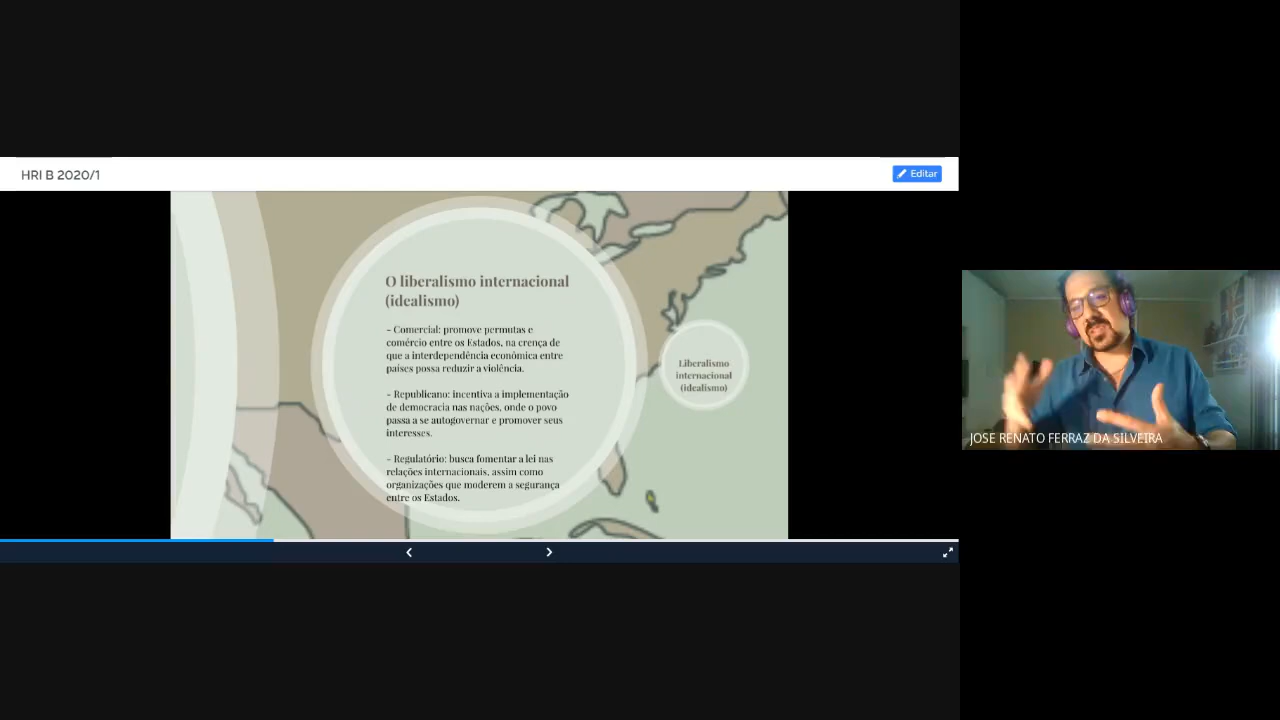 HRI B 2020/1
Editar
O liberalismo internacional
(idealismo)
- Comercial: promove permutas e
comércio entre os Estados, na crença de
que a interdependência econômica entre
países possa reduzir a violência.
- Republicano: incentiva a implementação
de democracia nas nações, onde o povo
passa a se autogovernar e promover seus
interesses.
- Regulatório: busca fomentar a lei nas
relações internacionais, assim como
organizações que moderem a segurança
entre os Estados.
Liberalismo
internacional
(idealismo)
JOSE RENATO FERRAZ DA SILVEIRA